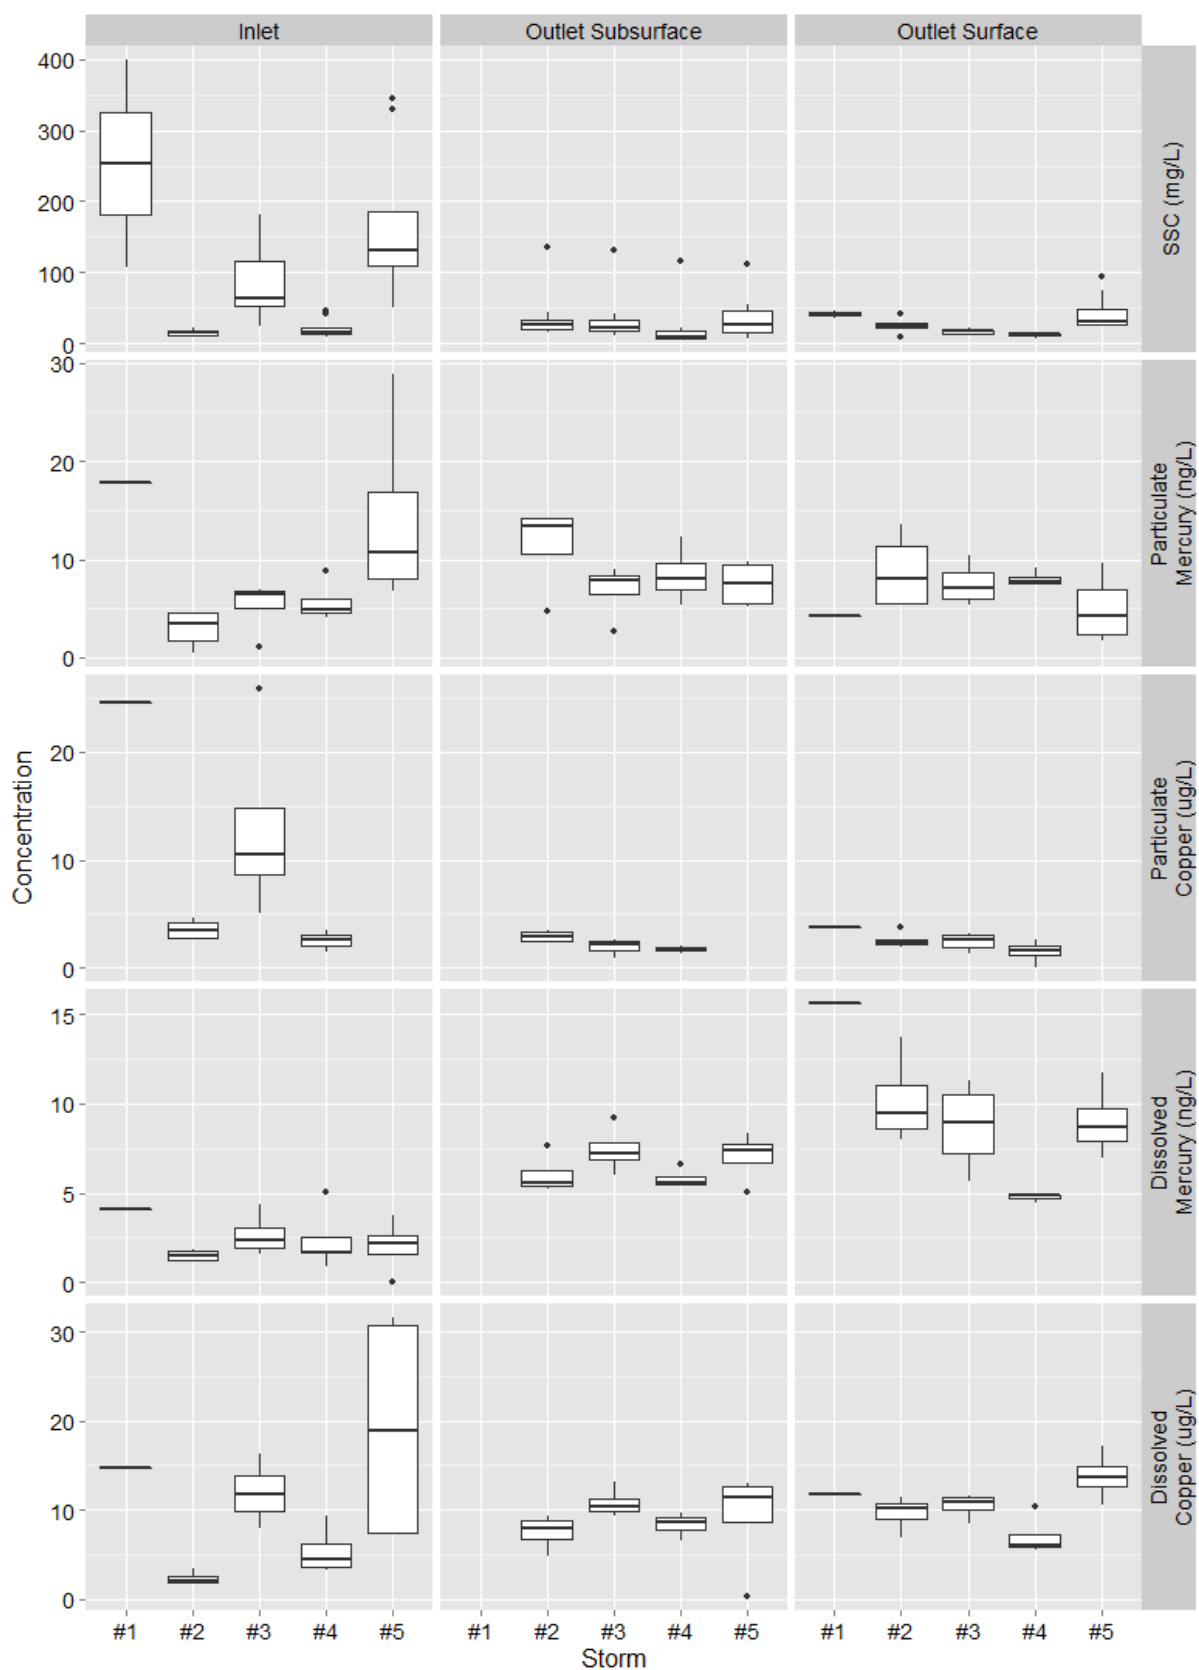 Inlet
Outlet Subsurface
Outlet Surface
400
300
200
100
0
SSC (mg/L)
30
20
10
0
Particulate
Mercury (ng/L)
20
10
0
Particulate
Copper (ug/L)
Concentration
15
10
5
0
Dissolved
Mercury (ng/L)
30
20
10
0
Dissolved
Copper (ug/L)
#1 #2 #3 #4 #5 #1 #2 #3 #4 #5 #1 #2 #3 #4 #5
Storm